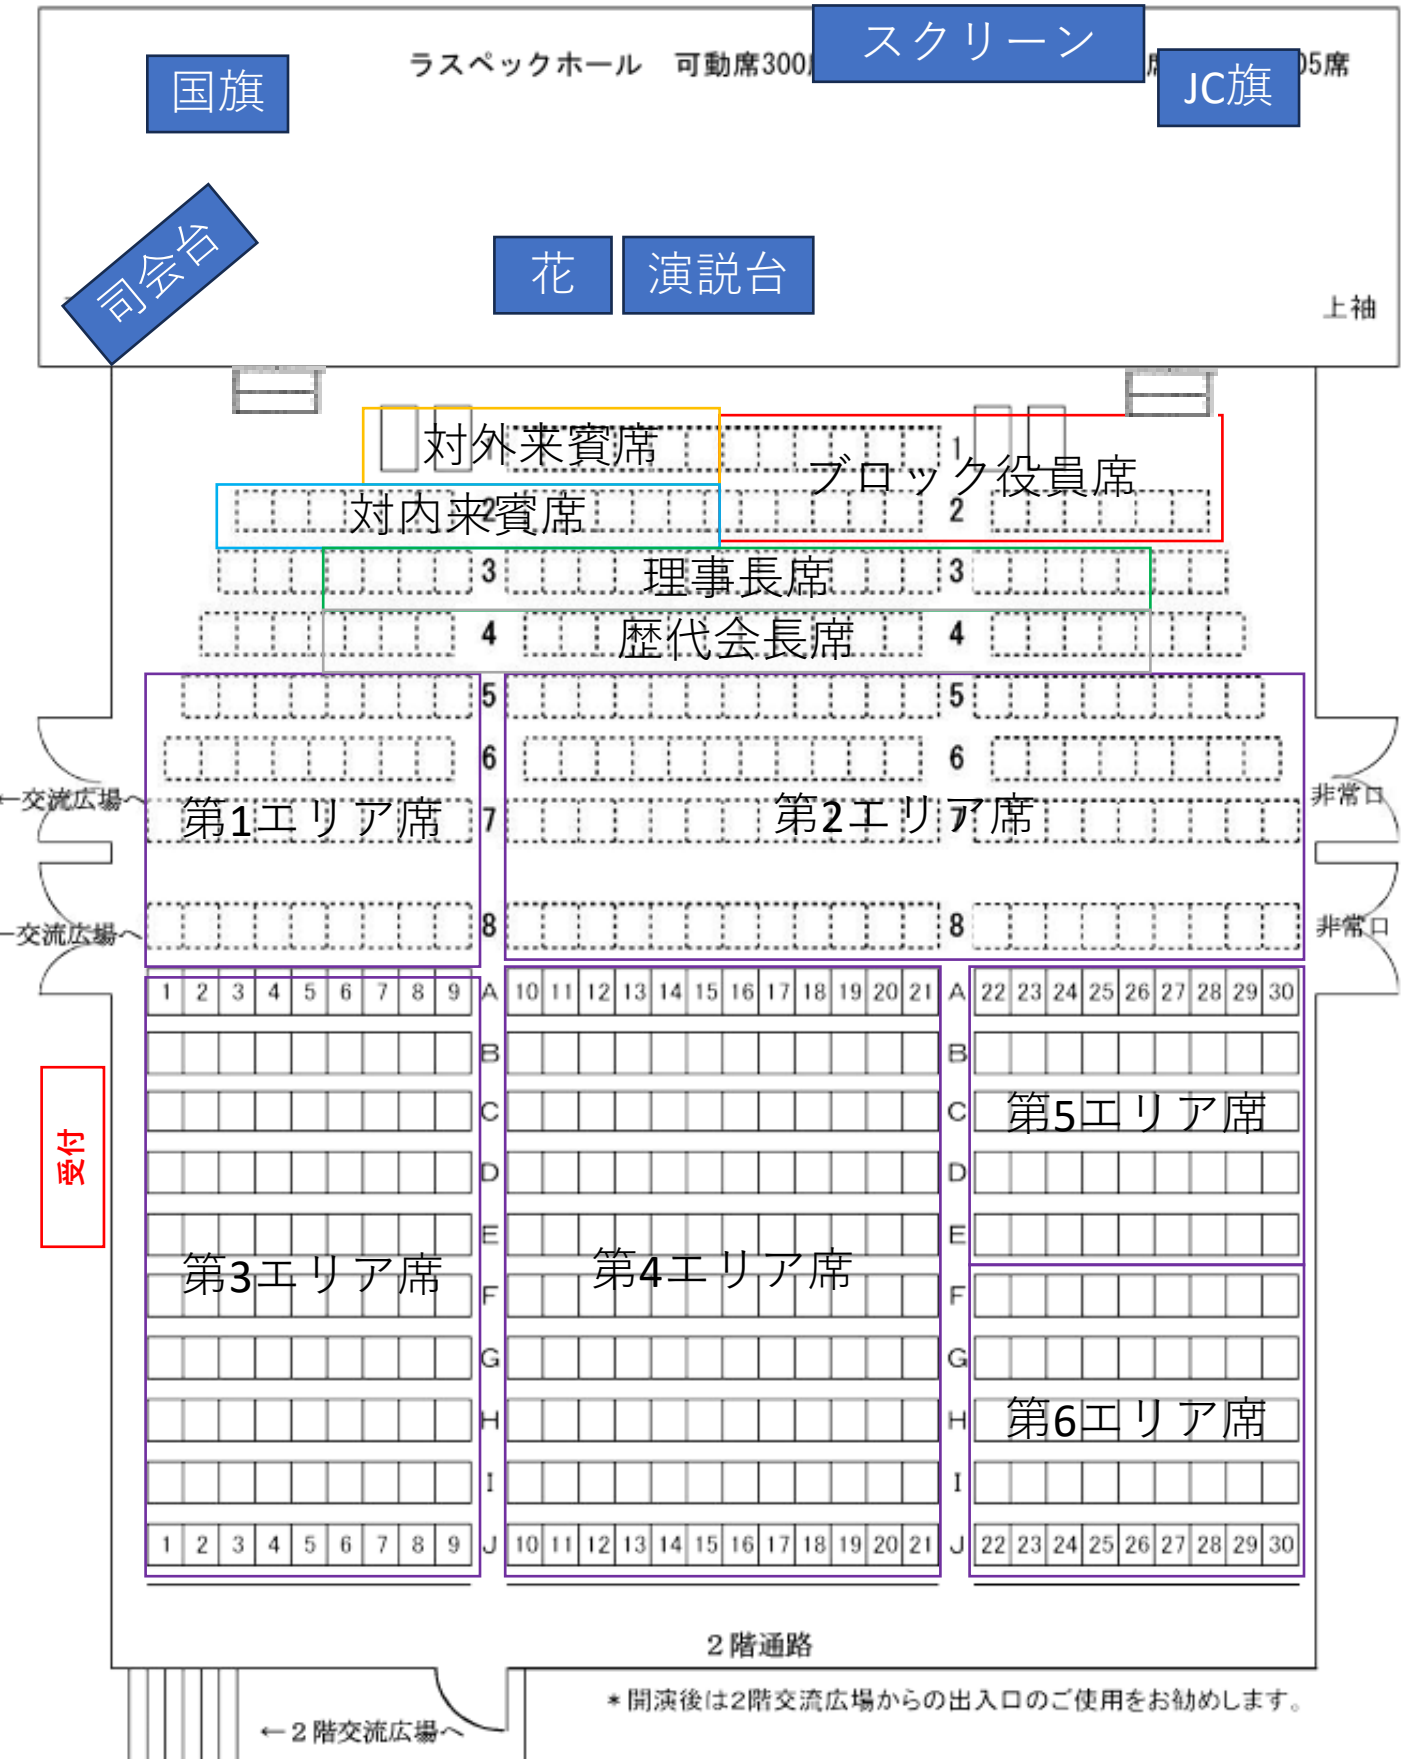 スクリーン
ラスペックホール 可動席300
05席
国旗
JC旗
司会台
花
演説台
上袖
対外来賓席
1
ブロック役員席
対内来賓席
2
2
3
理事長席
3
4
歴代会長席
4
5
5
6
6
←交流広場へ
第1エリア席
7
第2エリア席
7
非常口
←交流広場へ
8
8
非常口
1 2 3 4 5 6 7 8 9 A 10 11 12 13 14 15 16 17 18 19 20 21 A 22 23 24 25 26 27 28 29 30
B B
C C
第5エリア席
受付
D D
E E
第3エリア席
第4エリア席
F F
G G
H H
第6エリア席
I I
1 2 3 4 5 6 7 8 9 J 10 11 12 13 14 15 16 17 18 19 20 21 J 22 23 24 25 26 27 28 29 30
2階通路
*開演後は2階交流広場からの出入口のご使用をお勧めします。
←2階交流広場へ